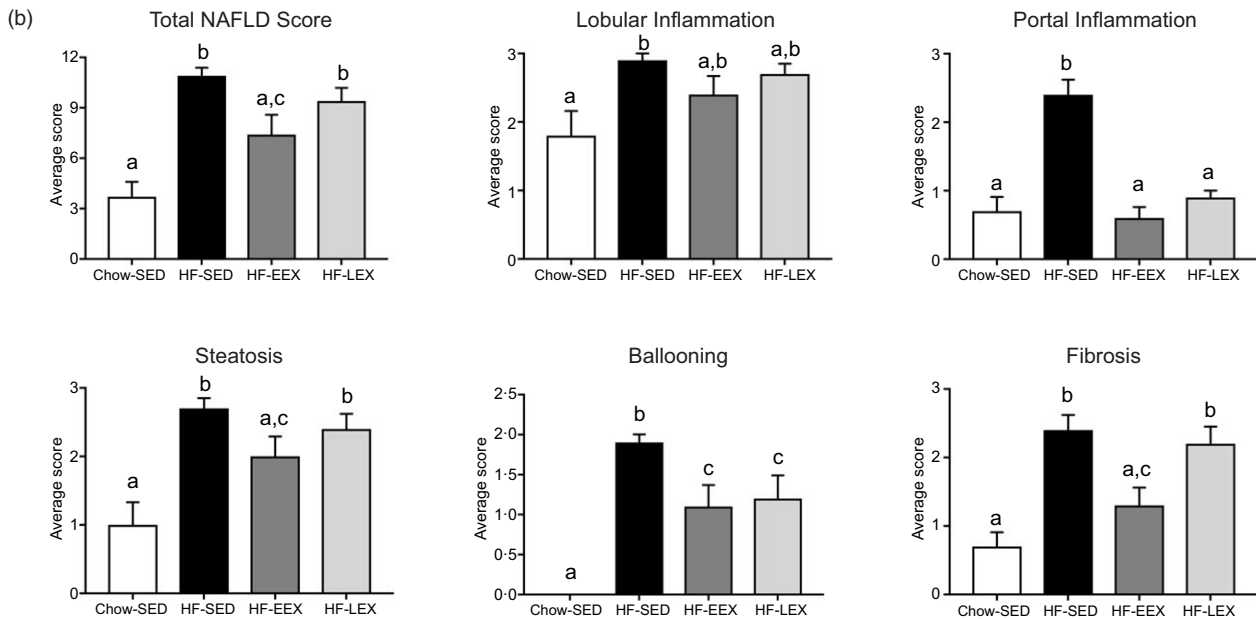 (b)
Total NAFLD Score
Average score
12
9
6
3
0
a
b
a,c
b
Chow-SED HF-SED HF-EEX HF-LEX
Lobular Inflammation
Average score
3
2
1
0
a
b
a,b
a,b
Chow-SED HF-SED HF-EEX HF-LEX
Portal Inflammation
Average score
3
2
1
0
a
b
a
a
Chow-SED HF-SED HF-EEX HF-LEX
Steatosis
Average score
3
2
1
0
a
b
a,c
b
Chow-SED HF-SED HF-EEX HF-LEX
Ballooning
Average score
2·5
2·0
1·5
1·0
0·5
0·0
a
b
c
c
Chow-SED HF-SED HF-EEX HF-LEX
Fibrosis
Average score
3
2
1
0
a
b
a,c
b
Chow-SED HF-SED HF-EEX HF-LEX